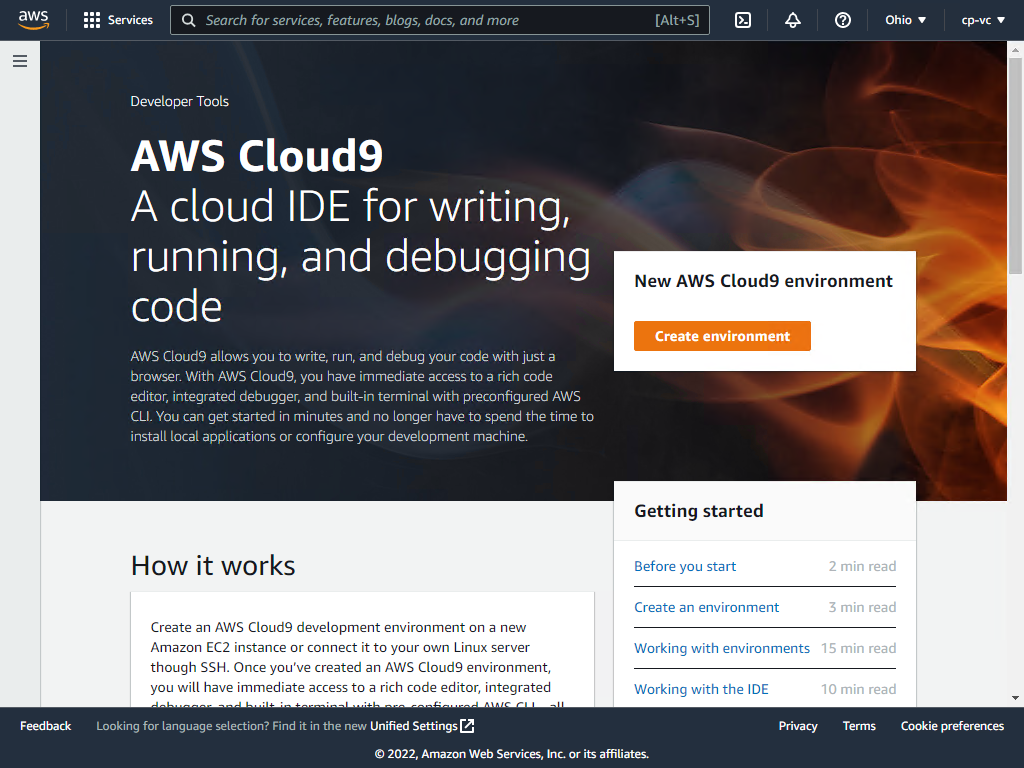 aws
Services
Search for services, features, blogs, docs, and more
[Alt+S]
Ohio
cp-vc
Developer Tools
AWS Cloud9
A cloud IDE for writing,
running, and debugging
code
AWS Cloud9 allows you to write, run, and debug your code with just a
browser. With AWS Cloud9, you have immediate access to a rich code
editor, integrated debugger, and built-in terminal with preconfigured AWS
CLI. You can get started in minutes and no longer have to spend the time to
install local applications or configure your development machine.
New AWS Cloud9 environment
Create environment
Getting started
Before you start 2 min read
Create an environment 3 min read
Working with environments 15 min read
Working with the IDE 10 min read
How it works
Create an AWS Cloud9 development environment on a new
Amazon EC2 instance or connect it to your own Linux server
though SSH. Once you've created an AWS Cloud9 environment,
you will have immediate access to a rich code editor, integrated
debugger, and built-in terminal with pre-configured AWS CLI – all
Feedback
Looking for language selection? Find it in the new Unified Settings
Privacy
Terms
Cookie preferences
© 2022, Amazon Web Services, Inc. or its affiliates.